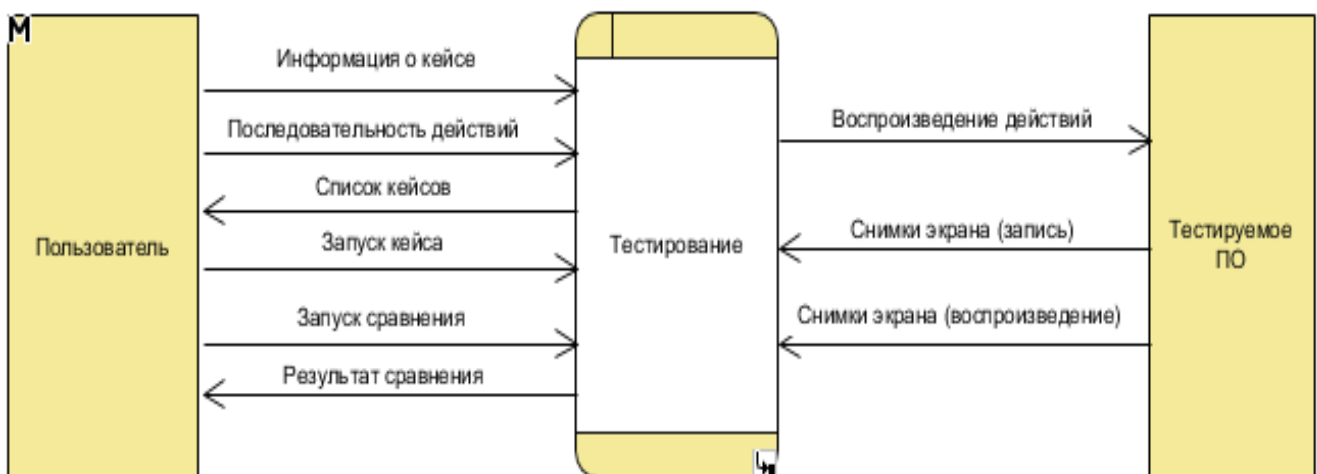 M
Информация о кейсе
Последовательность действий
Список кейсов
Запуск кейса
Запуск сравнения
Результат сравнения
Пользователь
Тестирование
Воспроизведение действий
Снимки экрана (запись)
Снимки экрана (воспроизведение)
Тестируемое
ПО